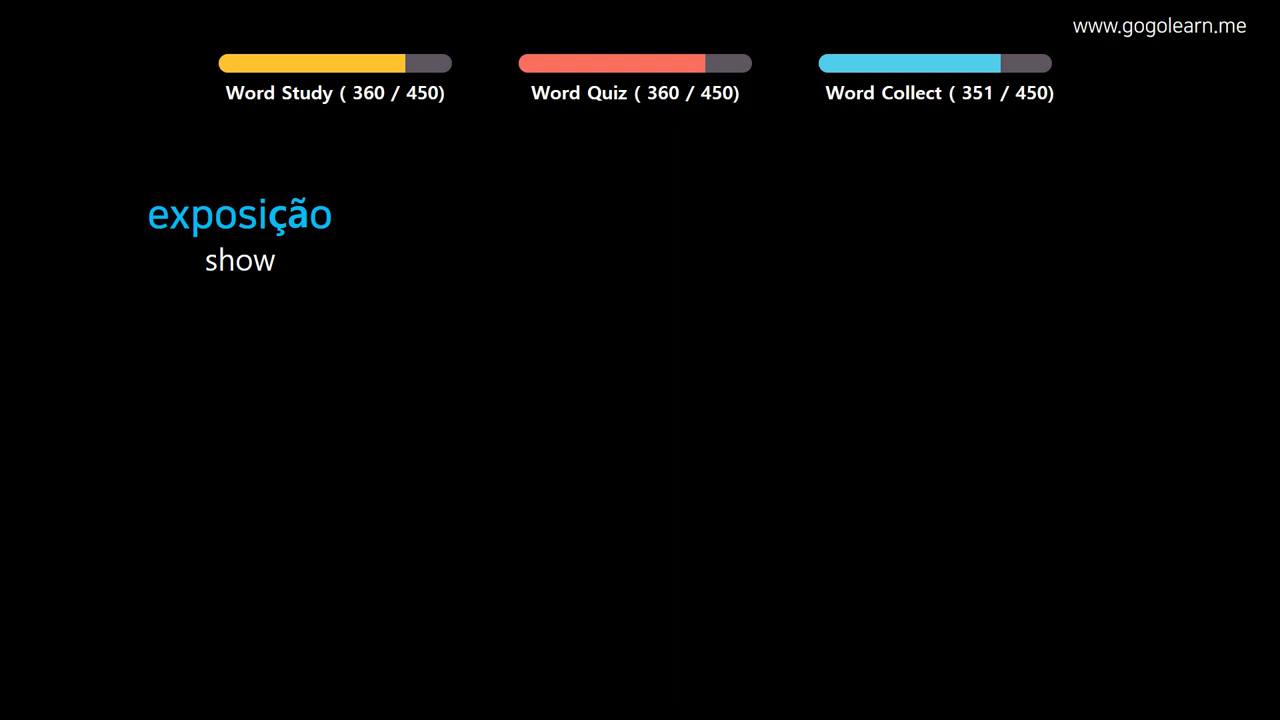 www.gogolearn.me
Word Study ( 360 / 450)
Word Quiz ( 360 / 450)
Word Collect ( 351 / 450)
exposição
show